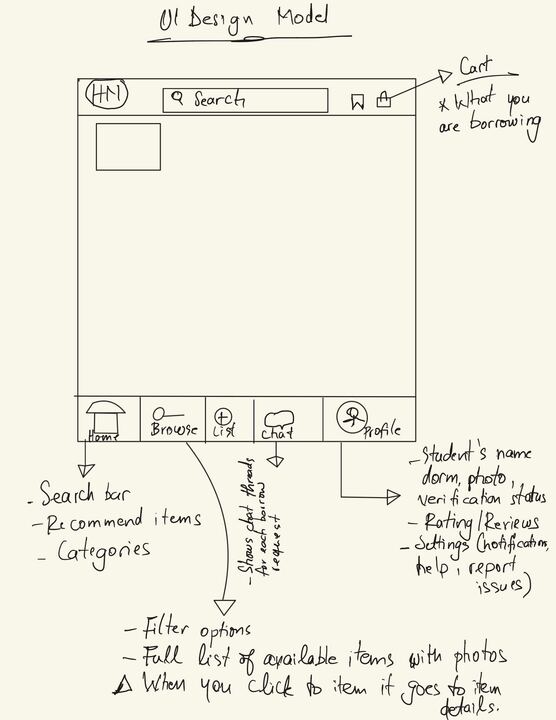 UI Design Model
HM
Search
Cart
* What you
are borrowing
Home
Browse
List
Chat
Profile
- Search bar
- Recommend items
- Categories
- Shows chat threads
for each borrow
request
- Student's name
dorm, photo,
verification status
- Rating/Reviews
- Settings (notification,
help, report
issues)
- Filter options
- Full list of available items with photos
When you click to item it goes to item
details.